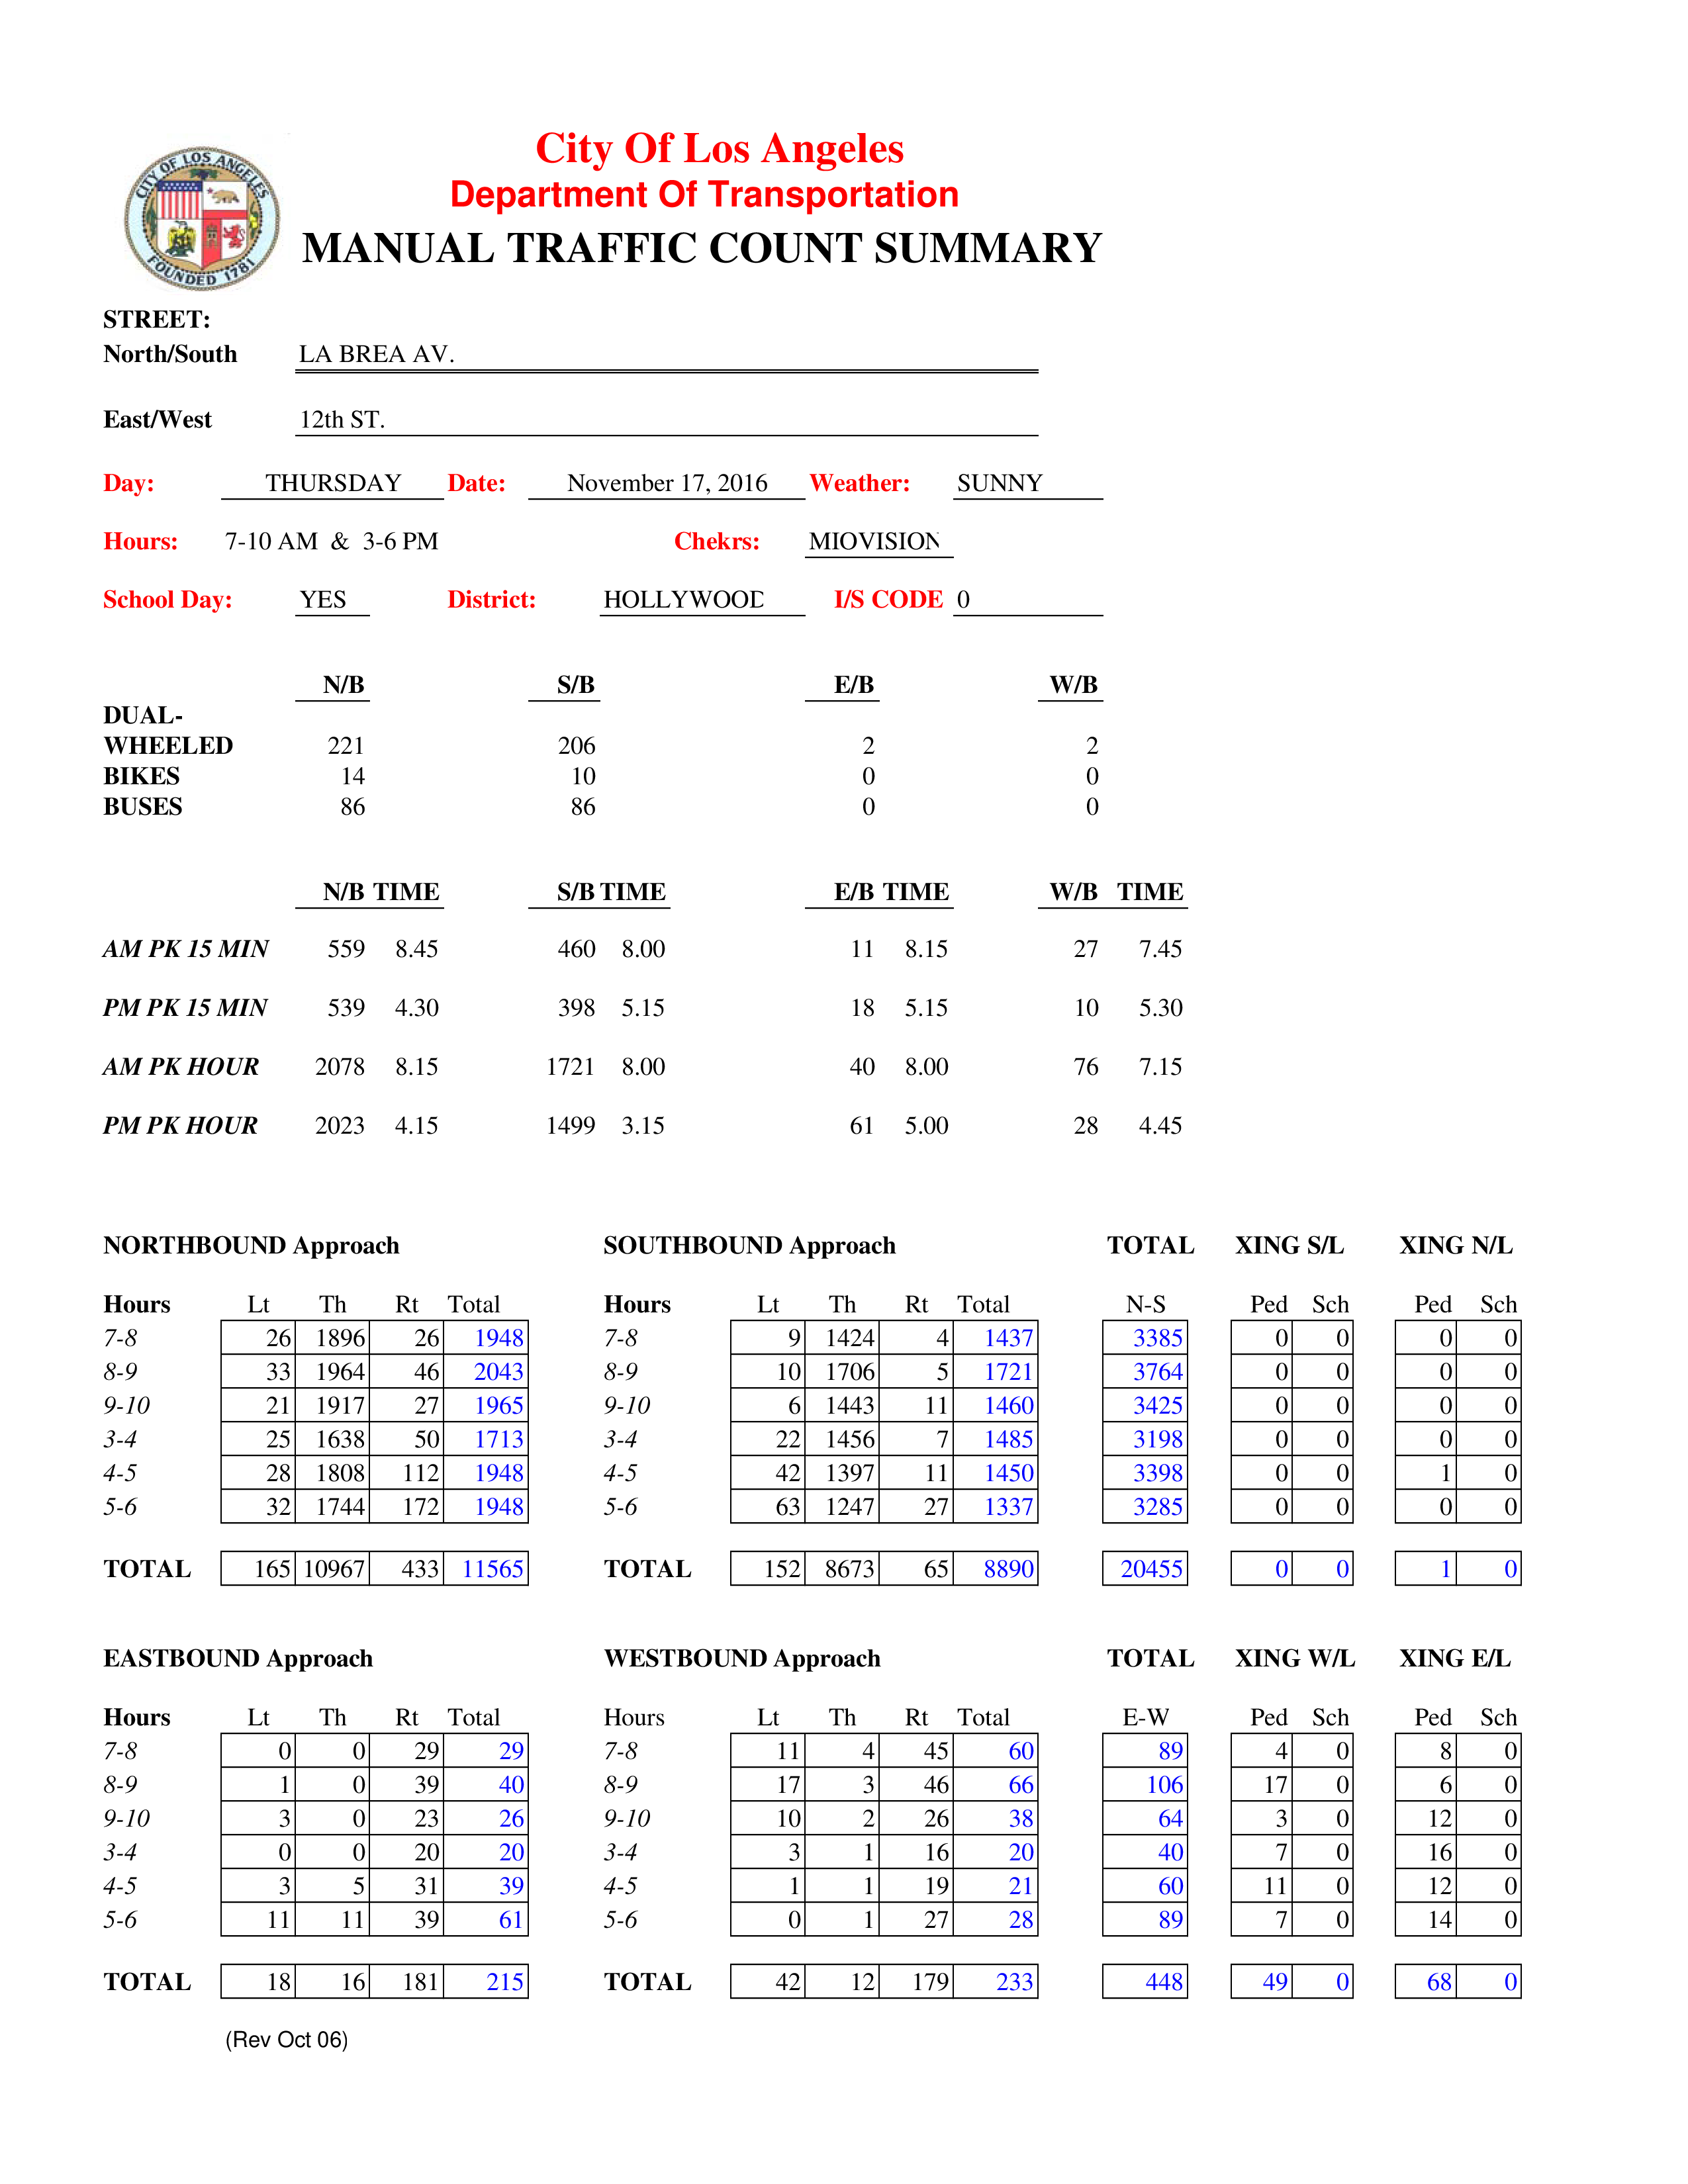 City Of Los Angeles
Department Of Transportation
MANUAL TRAFFIC COUNT SUMMARY
CITY OF LOS ANGELES
FOUNDED 1781
STREET:
North/South LA BREA AV.
East/West 12th ST.
Day: THURSDAY Date: November 17, 2016 Weather: SUNNY
Hours: 7-10 AM & 3-6 PM Chekrs: MIOVISION
School Day: YES District: HOLLYWOOD I/S CODE 0
N/B S/B E/B W/B
DUAL-
WHEELED 221 206 2 2
BIKES 14 10 0 0
BUSES 86 86 0 0
N/B TIME S/B TIME E/B TIME W/B TIME
AM PK 15 MIN 559 8.45 460 8.00 11 8.15 27 7.45
PM PK 15 MIN 539 4.30 398 5.15 18 5.15 10 5.30
AM PK HOUR 2078 8.15 1721 8.00 40 8.00 76 7.15
PM PK HOUR 2023 4.15 1499 3.15 61 5.00 28 4.45
NORTHBOUND Approach SOUTHBOUND Approach TOTAL XING S/L XING N/L
Hours Lt Th Rt Total Hours Lt Th Rt Total N-S Ped Sch Ped Sch
7-8 26 1896 26 1948 7-8 9 1424 4 1437 3385 0 0 0 0
8-9 33 1964 46 2043 8-9 10 1706 5 1721 3764 0 0 0 0
9-10 21 1917 27 1965 9-10 6 1443 11 1460 3425 0 0 0 0
3-4 25 1638 50 1713 3-4 22 1456 7 1485 3198 0 0 0 0
4-5 28 1808 112 1948 4-5 42 1397 11 1450 3398 0 0 1 0
5-6 32 1744 172 1948 5-6 63 1247 27 1337 3285 0 0 0 0
TOTAL 165 10967 433 11565 TOTAL 152 8673 65 8890 20455 0 0 1 0
EASTBOUND Approach WESTBOUND Approach TOTAL XING W/L XING E/L
Hours Lt Th Rt Total Hours Lt Th Rt Total E-W Ped Sch Ped Sch
7-8 0 0 29 29 7-8 11 4 45 60 89 4 0 8 0
8-9 1 0 39 40 8-9 17 3 46 66 106 17 0 6 0
9-10 3 0 23 26 9-10 10 2 26 38 64 3 0 12 0
3-4 0 0 20 20 3-4 3 1 16 20 40 7 0 16 0
4-5 3 5 31 39 4-5 1 1 19 21 60 11 0 12 0
5-6 11 11 39 61 5-6 0 1 27 28 89 7 0 14 0
TOTAL 18 16 181 215 TOTAL 42 12 179 233 448 49 0 68 0
(Rev Oct 06)